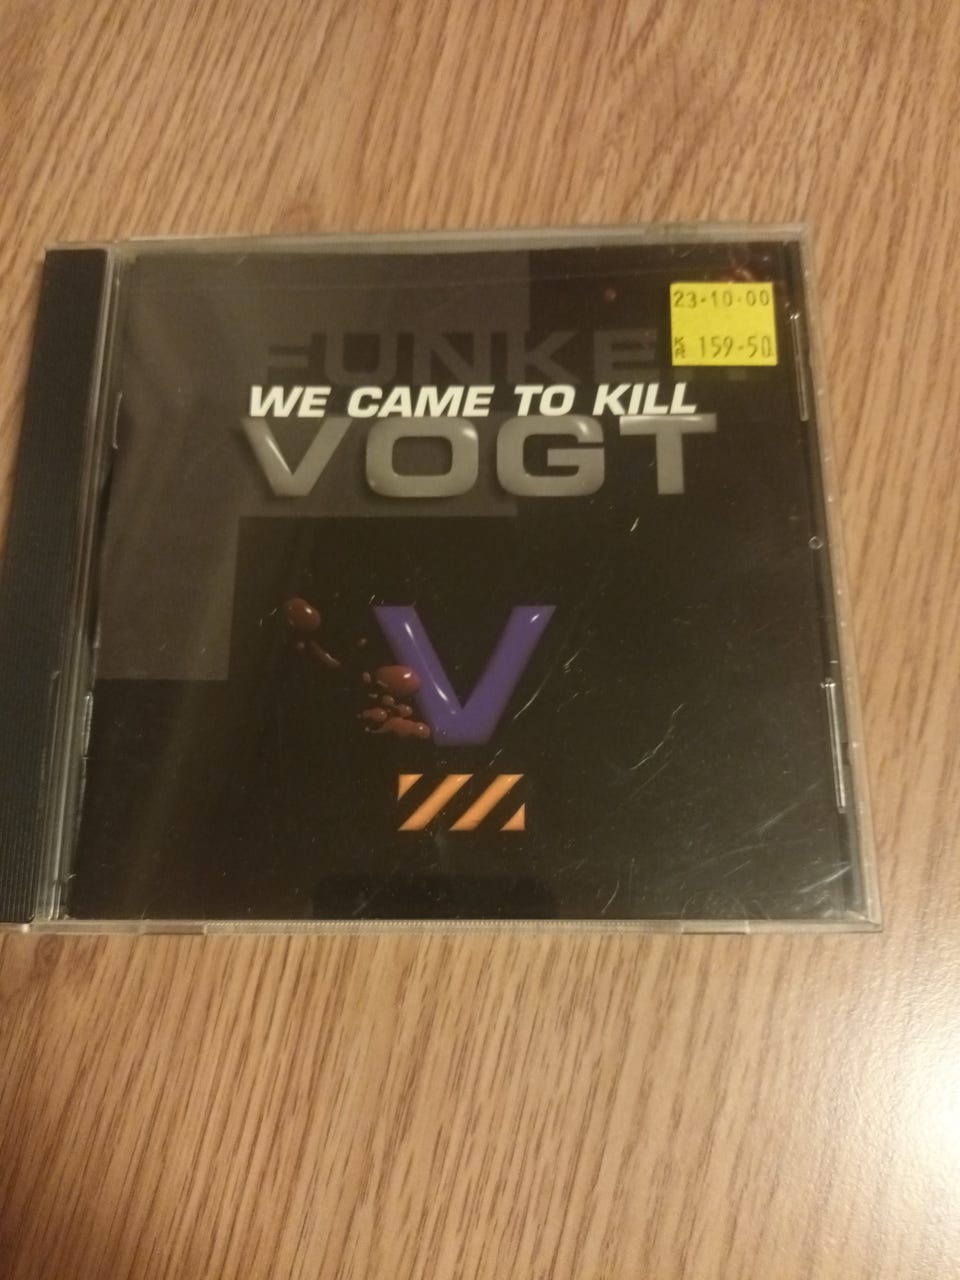 23-10-00
KR 159-50
FUNKER
WE CAME TO KILL
VOGT
V